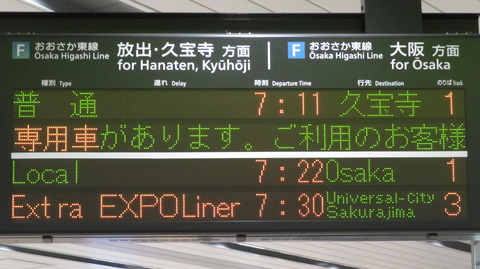 F おおさか東線 Osaka Higashi Line 放出・久宝寺 方面 for Hanaten, Kyūhōji
F おおさか東線 Osaka Higashi Line 大阪 方面 for Ōsaka
種別 Type 遅れ Delay 時刻 Departure Time 行先 Destination のりば Track
普 通 7:11 久宝寺 1
専用車があります。ご利用のお客様
Local 7:22 Osaka 1
Extra EXPOLiner 7:30 Universal-City Sakurajima 3